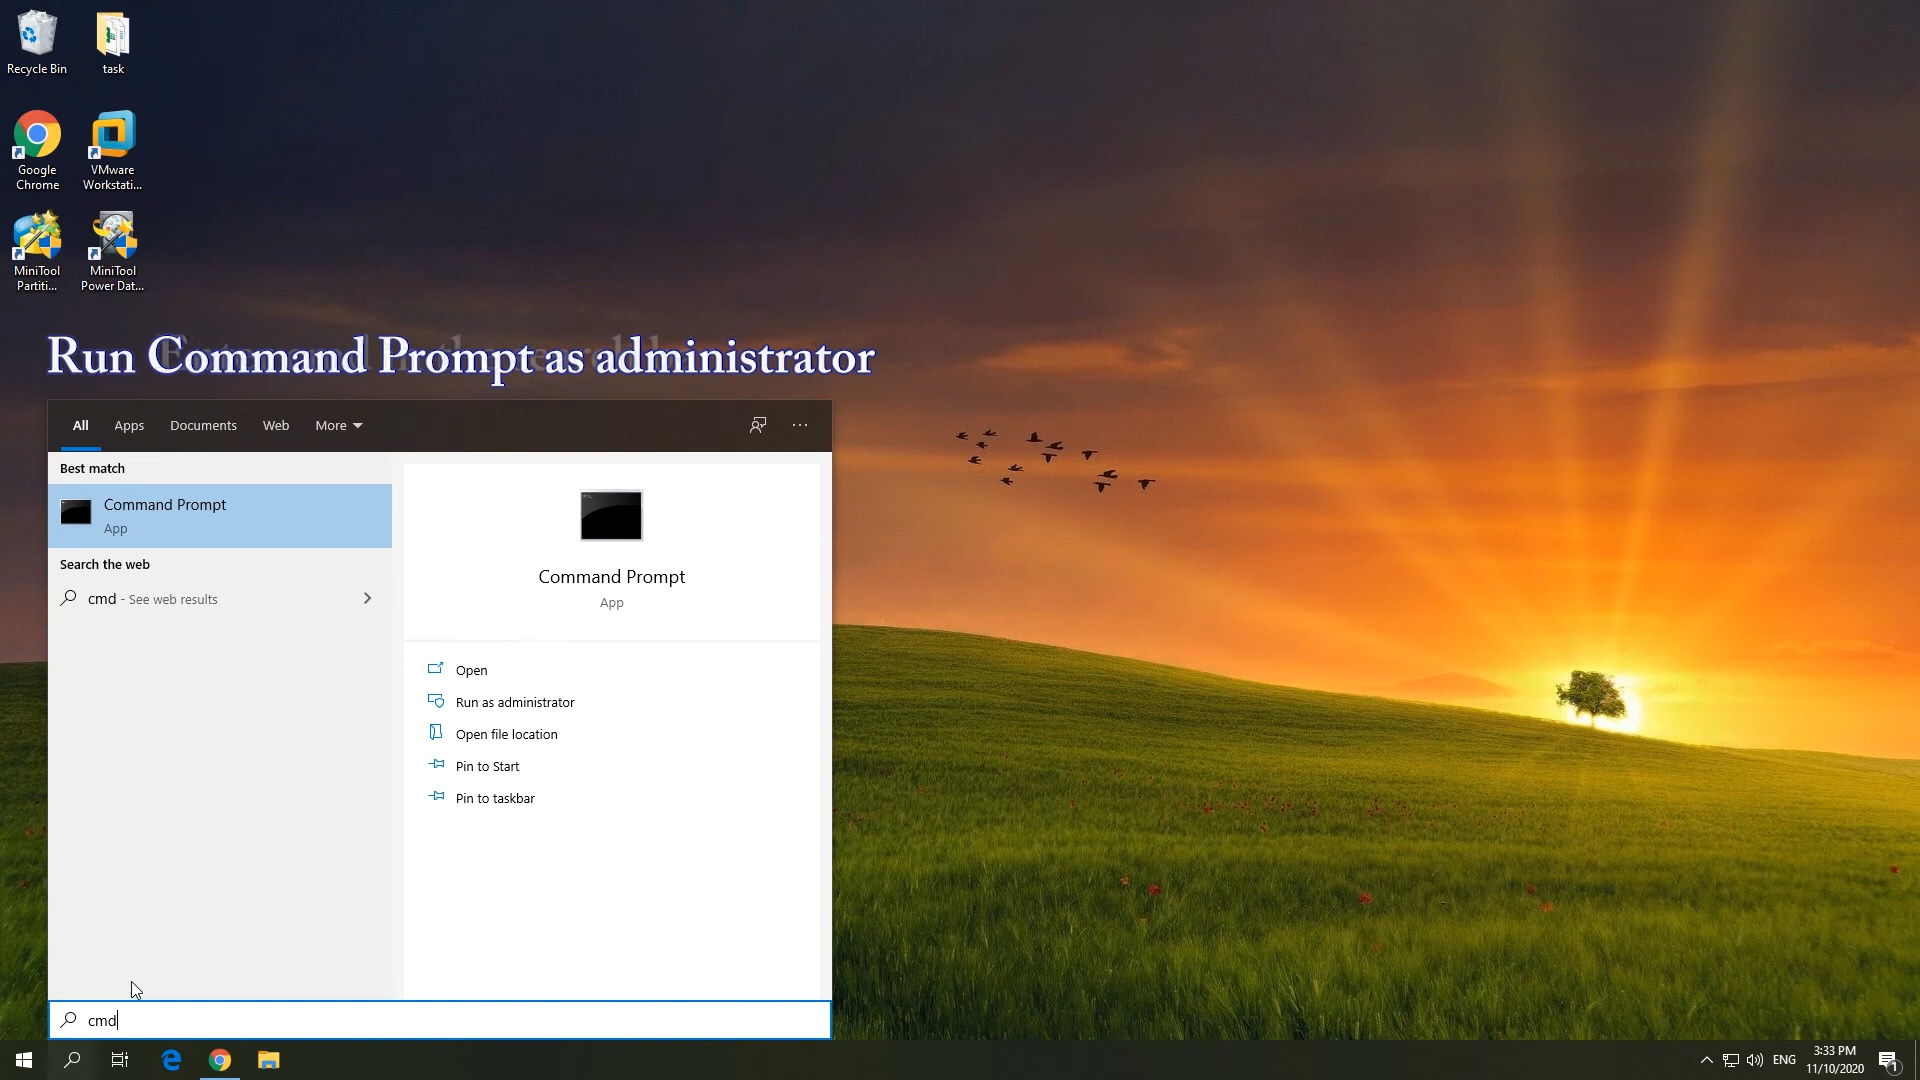 Recycle Bin
task
Google
Chrome
VMware
Workstati...
MiniTool
Partiti...
MiniTool
Power Dat...
Run Command Prompt as administrator
All
Apps
Documents
Web
More
Best match
Command Prompt
App
Search the web
cmd - See web results
Command Prompt
App
Open
Run as administrator
Open file location
Pin to Start
Pin to taskbar
cmd
ENG
3:33 PM
11/10/2020
1